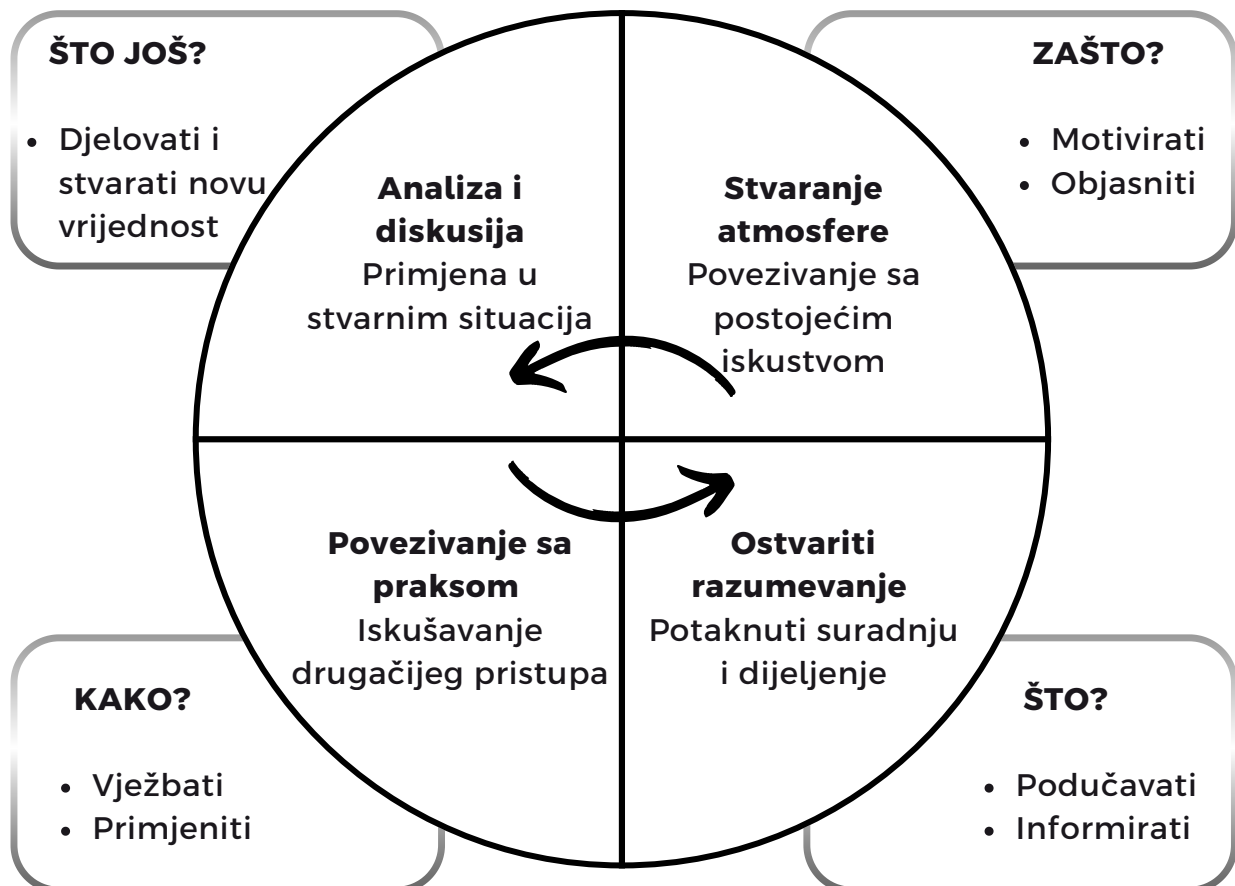 ŠTO JOŠ?
• Djelovati i
stvarati novu
vrijednost
Analiza i
diskusija
Primjena u
stvarnim situacija
Stvaranje
atmosfere
Povezivanje sa
postojećim
iskustvom
ZAŠTO?
• Motivirati
• Objasniti
KAKO?
• Vježbati
• Primjeniti
Povezivanje sa
praksom
Iskušavanje
drugačijeg pristupa
Ostvariti
razumevanje
Potaknuti suradnju
i dijeljenje
ŠTO?
• Podučavati
• Informirati